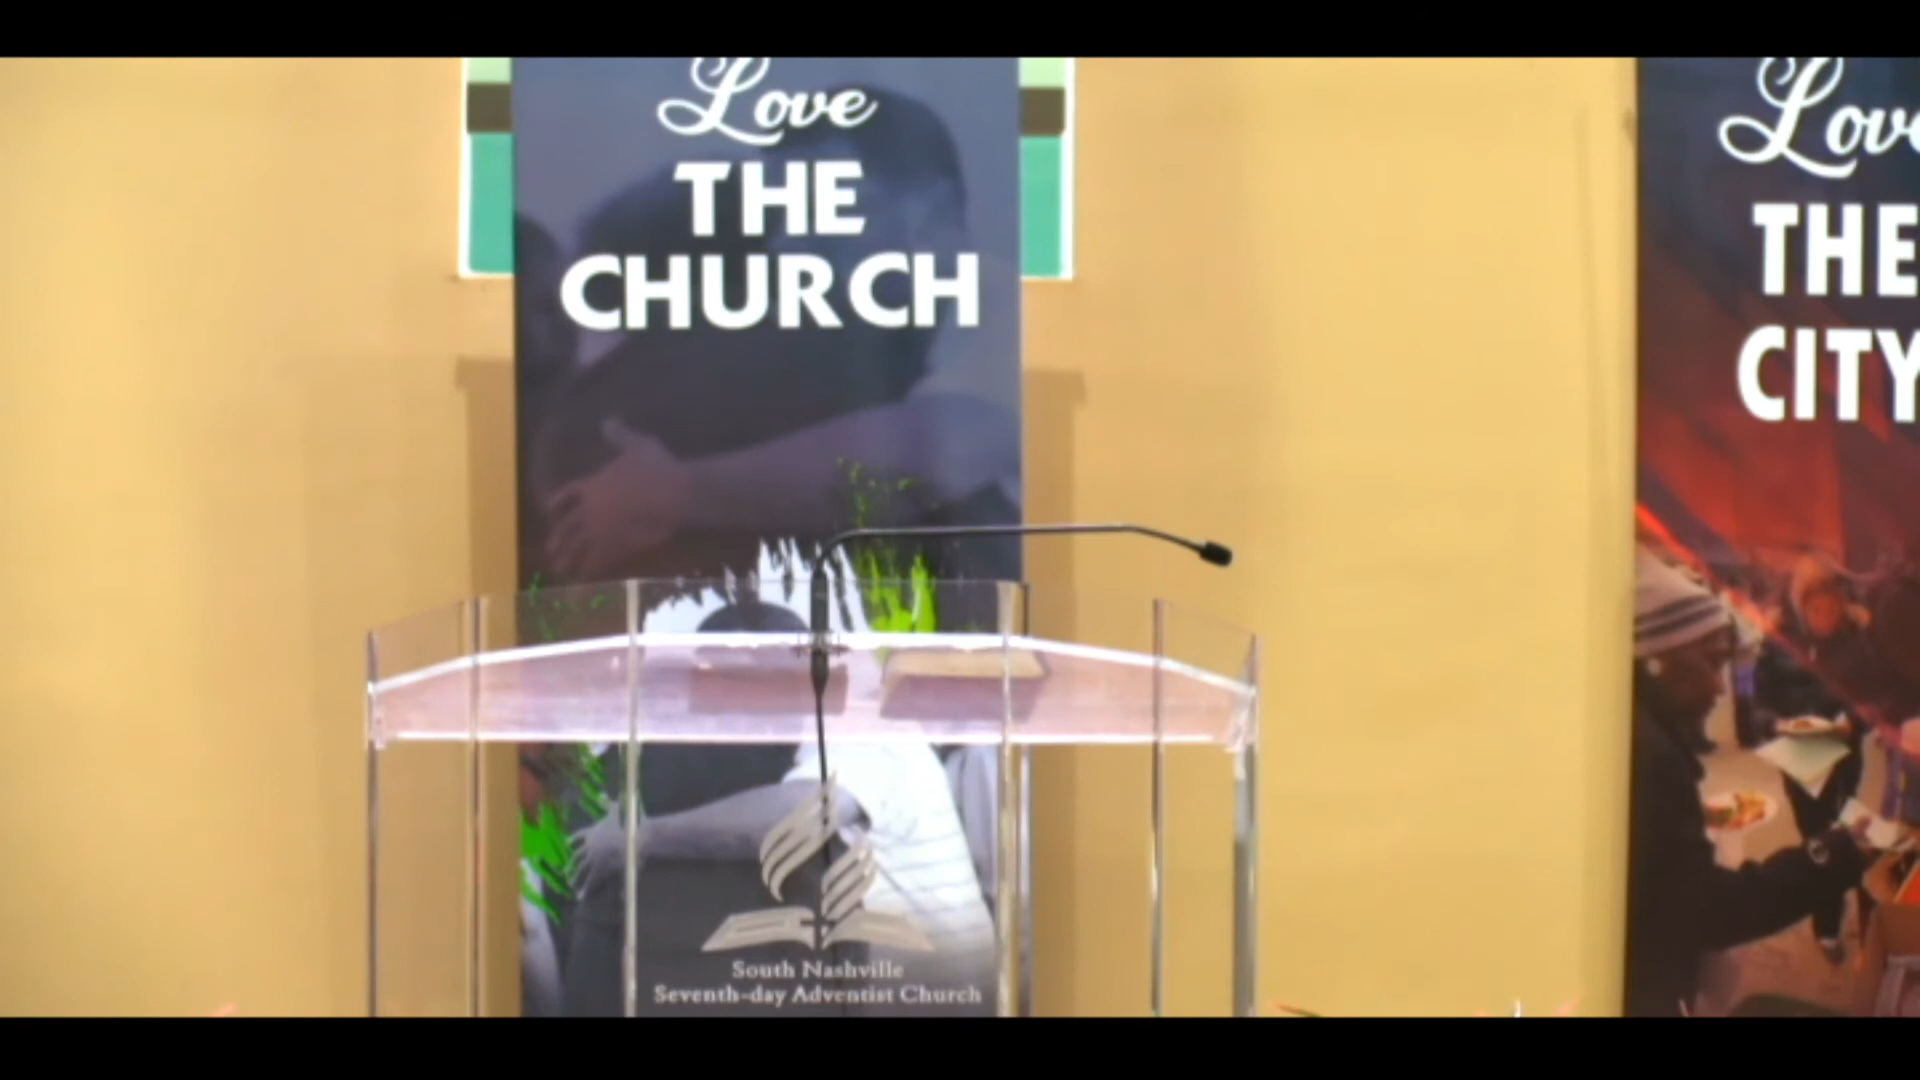 Love
THE
CHURCH
South Nashville
Seventh-day Adventist Church
Love
THE
CITY